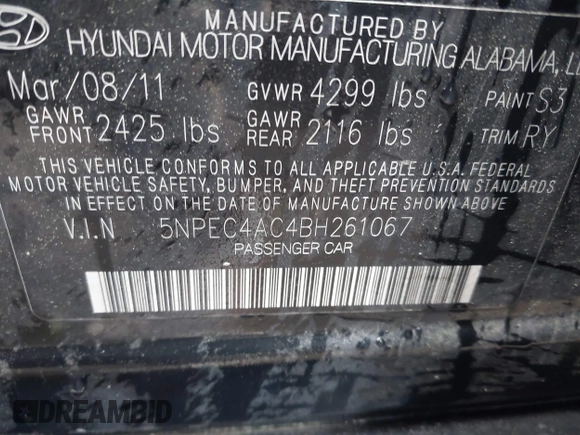 MANUFACTURED BY
HYUNDAI MOTOR MANUFACTURING ALABAMA,
Mar/08/11 GVWR 4299 lbs PAINT S3
GAWR FRONT 2425 lbs GAWR REAR 2116 lbs TRIM RY
THIS VEHICLE CONFORMS TO ALL APPLICABLE U.S.A. FEDERAL
MOTOR VEHICLE SAFETY, BUMPER, AND THEFT PREVENTION STANDARDS
IN EFFECT ON THE DATE OF MANUFACTURE SHOWN ABOVE
V.I.N 5NPEC4AC4BH261067
PASSENGER CAR
DREAMBID